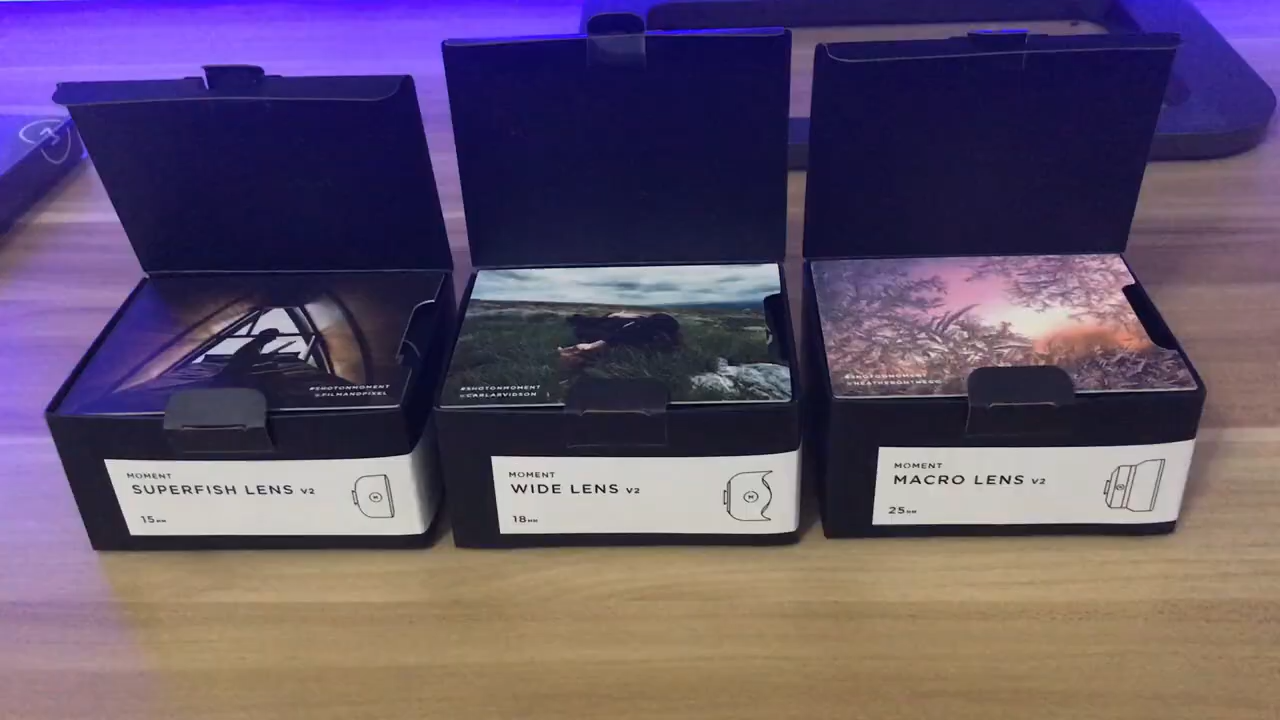 #SHOTONMOMENT
@FILMANDPIXEL
MOMENT
SUPERFISH LENS V2
15MM
#SHOTONMOMENT
@CARLARVIDSON
MOMENT
WIDE LENS V2
18MM
#SHOTONMOMENT
MOMENT
MACRO LENS V2
25MM